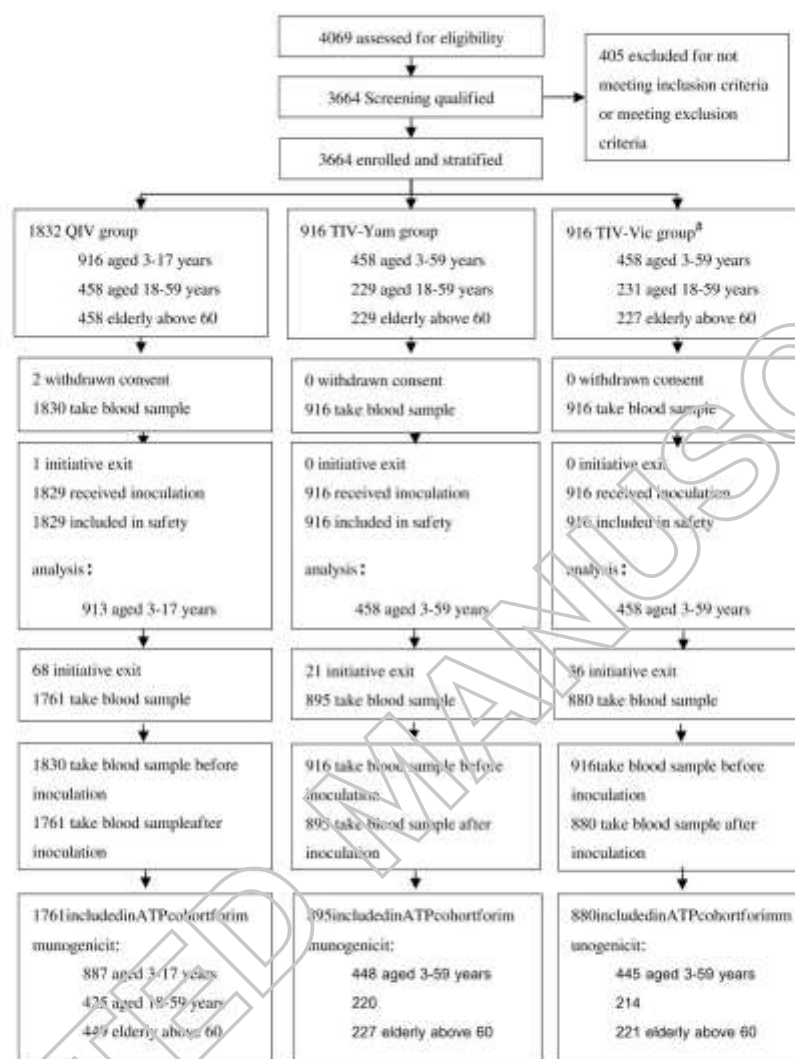 4069 assessed for eligibility
405 excluded for not
meeting inclusion criteria
or meeting exclusion
criteria
3664 Screening qualified
3664 enrolled and stratified
1832 QIV group
916 aged 3-17 years
458 aged 18-59 years
458 elderly above 60
916 TIV-Yam group
458 aged 3-59 years
229 aged 18-59 years
229 elderly above 60
916 TIV-Vic group#
458 aged 3-59 years
231 aged 18-59 years
227 elderly above 60
2 withdrawn consent
1830 take blood sample
0 withdrawn consent
916 take blood sample
0 withdrawn consent
916 take blood sample
1 initiative exit
1829 received inoculation
1829 included in safety
analysis:
913 aged 3-17 years
0 initiative exit
916 received inoculation
916 included in safety
analysis:
458 aged 3-59 years
0 initiative exit
916 received inoculation
916 included in safety
analysis:
458 aged 3-59 years
68 initiative exit
1761 take blood sample
21 initiative exit
895 take blood sample
36 initiative exit
880 take blood sample
1830 take blood sample before
inoculation
1761 take blood sampleafter
inoculation
916 take blood sample before
inoculation
895 take blood sample after
inoculation
916take blood sample before
inoculation
880 take blood sample after
inoculation
1761includedinATPcohortforim
munogenicit:
887 aged 3-17 years
425 aged 18-59 years
449 elderly above 60
895includedinATPcohortforim
munogenicit:
448 aged 3-59 years
220
227 elderly above 60
880includedinATPcohortforimm
unogenicit:
445 aged 3-59 years
214
221 elderly above 60